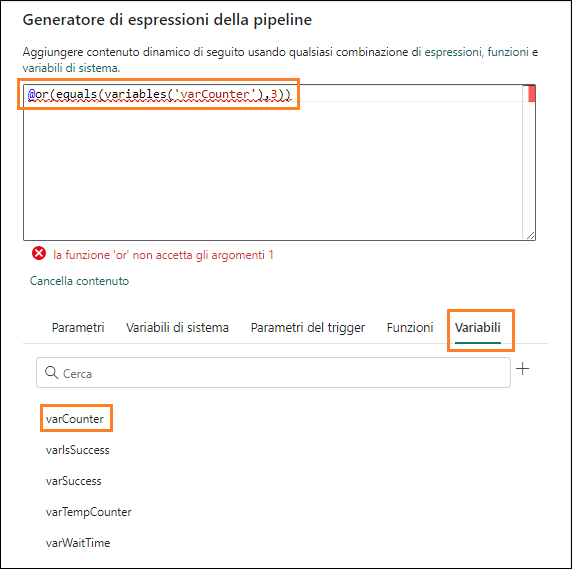 Generatore di espressioni della pipeline
Aggiungere contenuto dinamico di seguito usando qualsiasi combinazione di espressioni, funzioni e
variabili di sistema.
@or(equals(variables('varCounter'),3))
la funzione 'or' non accetta gli argomenti 1
Cancella contenuto
Parametri Variabili di sistema Parametri del trigger Funzioni Variabili
Cerca
varCounter
varIsSuccess
varSuccess
varTempCounter
varWaitTime